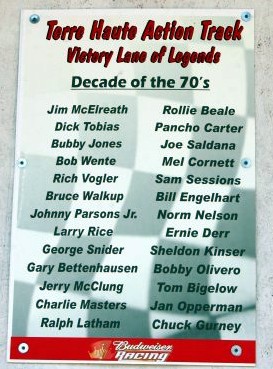 Terre Haute Action Track
Victory Lane of Legends
Decade of the 70's
Jim McElreath
Dick Tobias
Bubby Jones
Bob Wente
Rich Vogler
Bruce Walkup
Johnny Parsons Jr.
Larry Rice
George Snider
Gary Bettenhausen
Jerry McClung
Charlie Masters
Ralph Latham
Rollie Beale
Pancho Carter
Joe Saldana
Mel Cornett
Sam Sessions
Bill Engelhart
Norm Nelson
Ernie Derr
Sheldon Kinser
Bobby Olivero
Tom Bigelow
Jan Opperman
Chuck Gurney
Budweiser
RACING